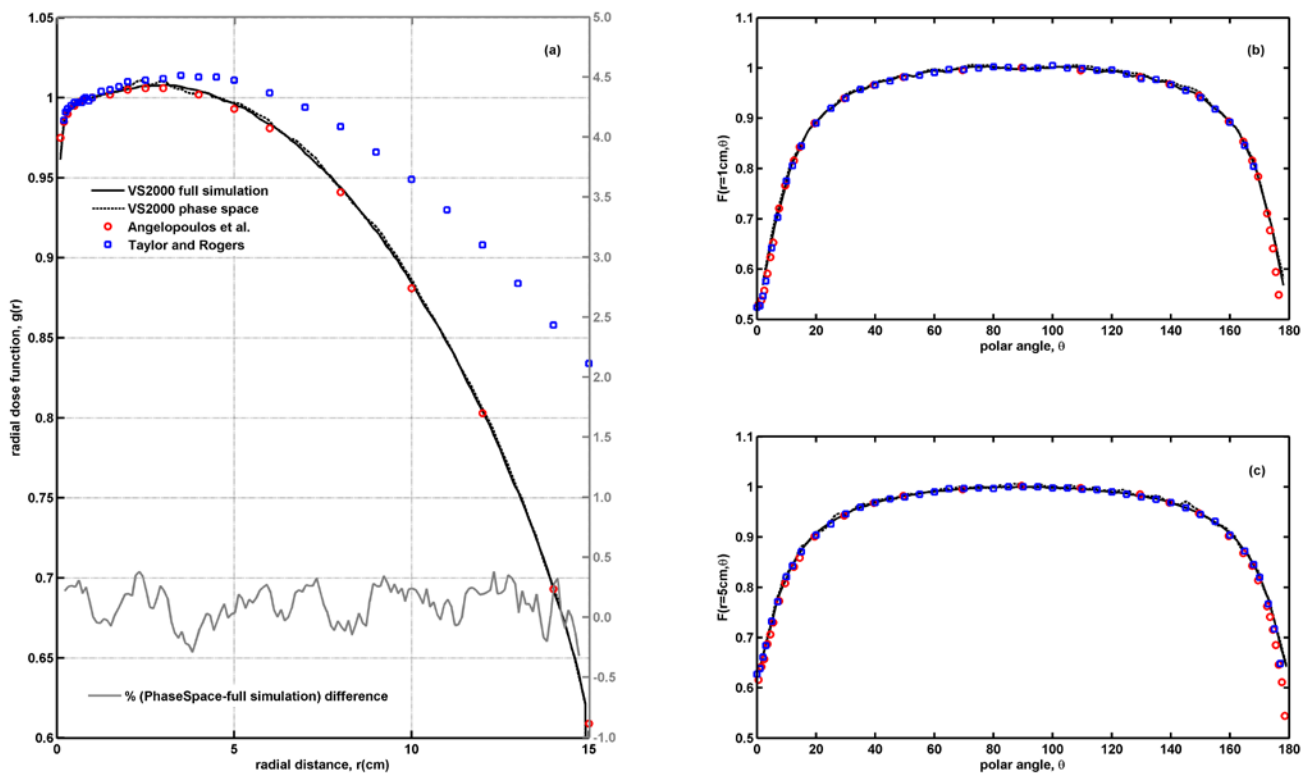 1.05
1
0.95
0.9
0.85
0.8
0.75
0.7
0.65
0.6
radial dose function, g(r)
0
5
10
15
radial distance, r(cm)
5.0
4.5
4.0
3.5
3.0
2.5
2.0
1.5
1.0
0.5
0.0
-0.5
-1.0
(a)
VS2000 full simulation
VS2000 phase space
Angelopoulos et al.
Taylor and Rogers
% (PhaseSpace-full simulation) difference
1.1
1
0.9
0.8
0.7
0.6
0.5
F(r=1cm,θ)
(b)
0 20 40 60 80 100 120 140 160 180
polar angle, θ
1.1
1
0.9
0.8
0.7
0.6
0.5
F(r=5cm,θ)
(c)
0 20 40 60 80 100 120 140 160 180
polar angle, θ